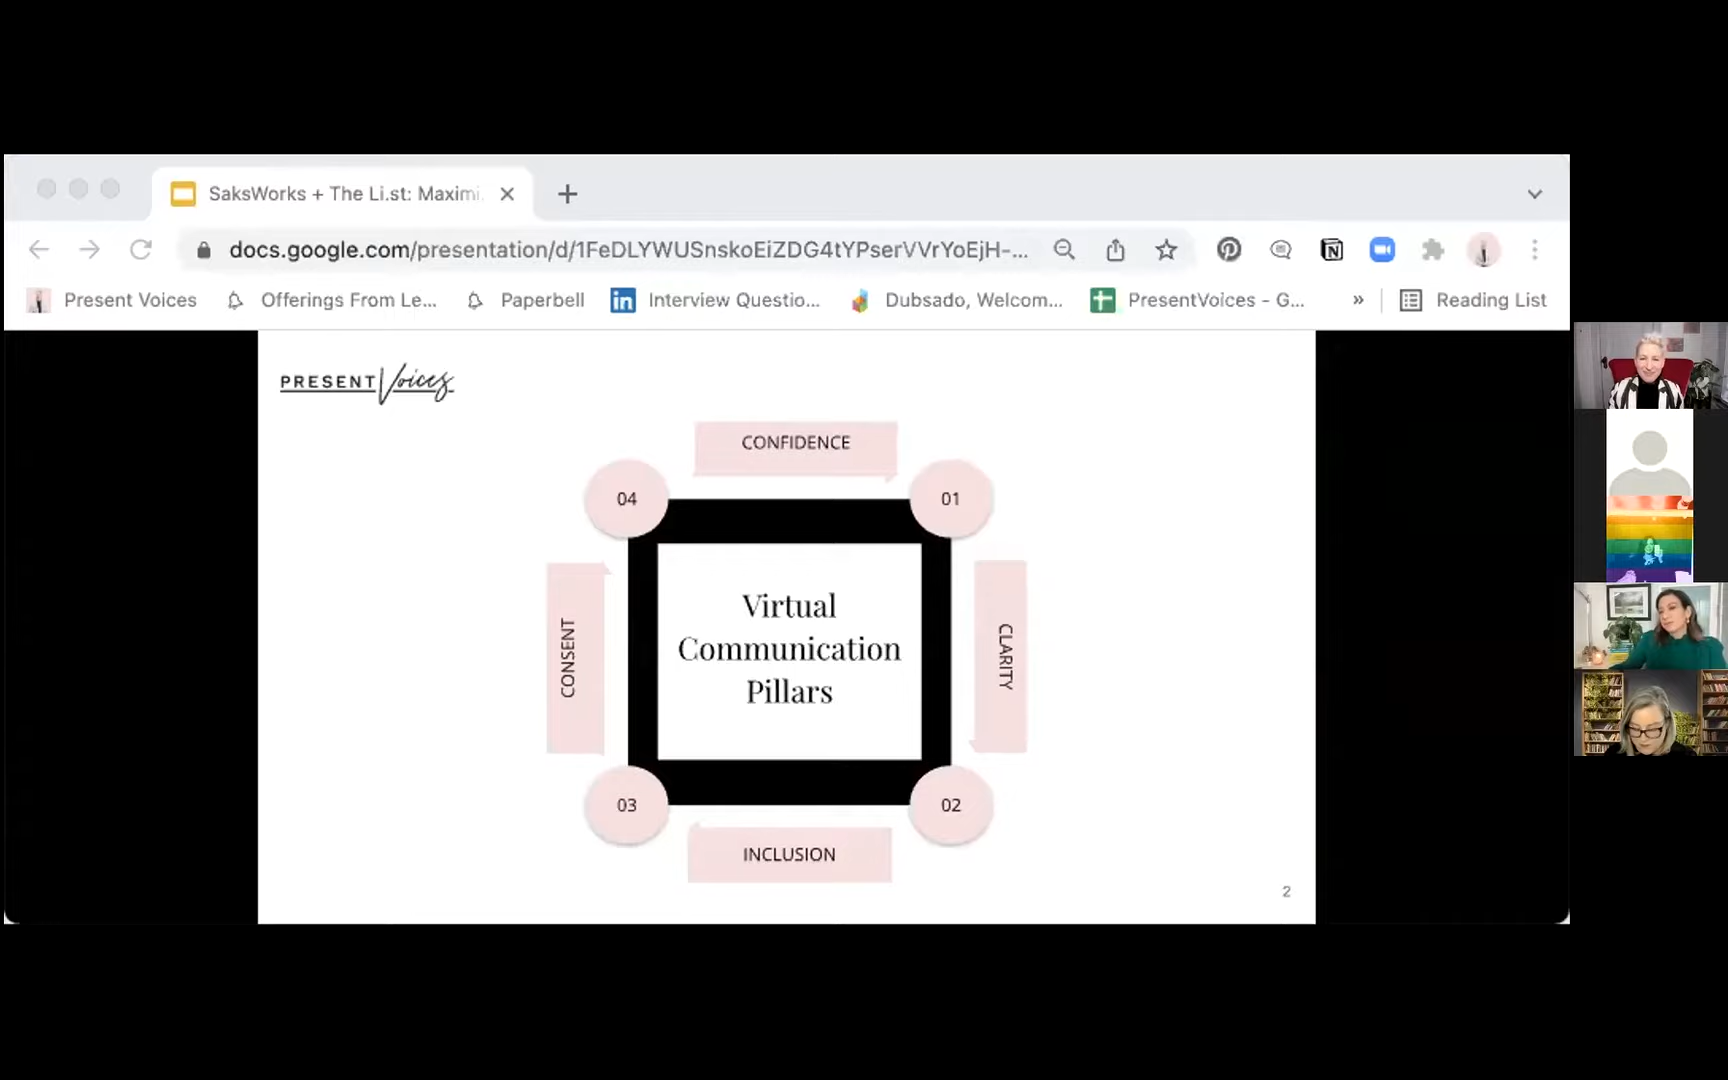 SaksWorks + The Li.st: Maximi
docs.google.com/presentation/d/1FeDLYWUSnskoEiZDG4tYPserVVrYoEjH-...
Present Voices
Offerings From Le...
Paperbell
Interview Questio...
Dubsado, Welcom...
PresentVoices - G...
»
Reading List
PRESENT Voices
CONFIDENCE
04
01
CONSENT
Virtual
Communication
Pillars
CLARITY
03
02
INCLUSION
2